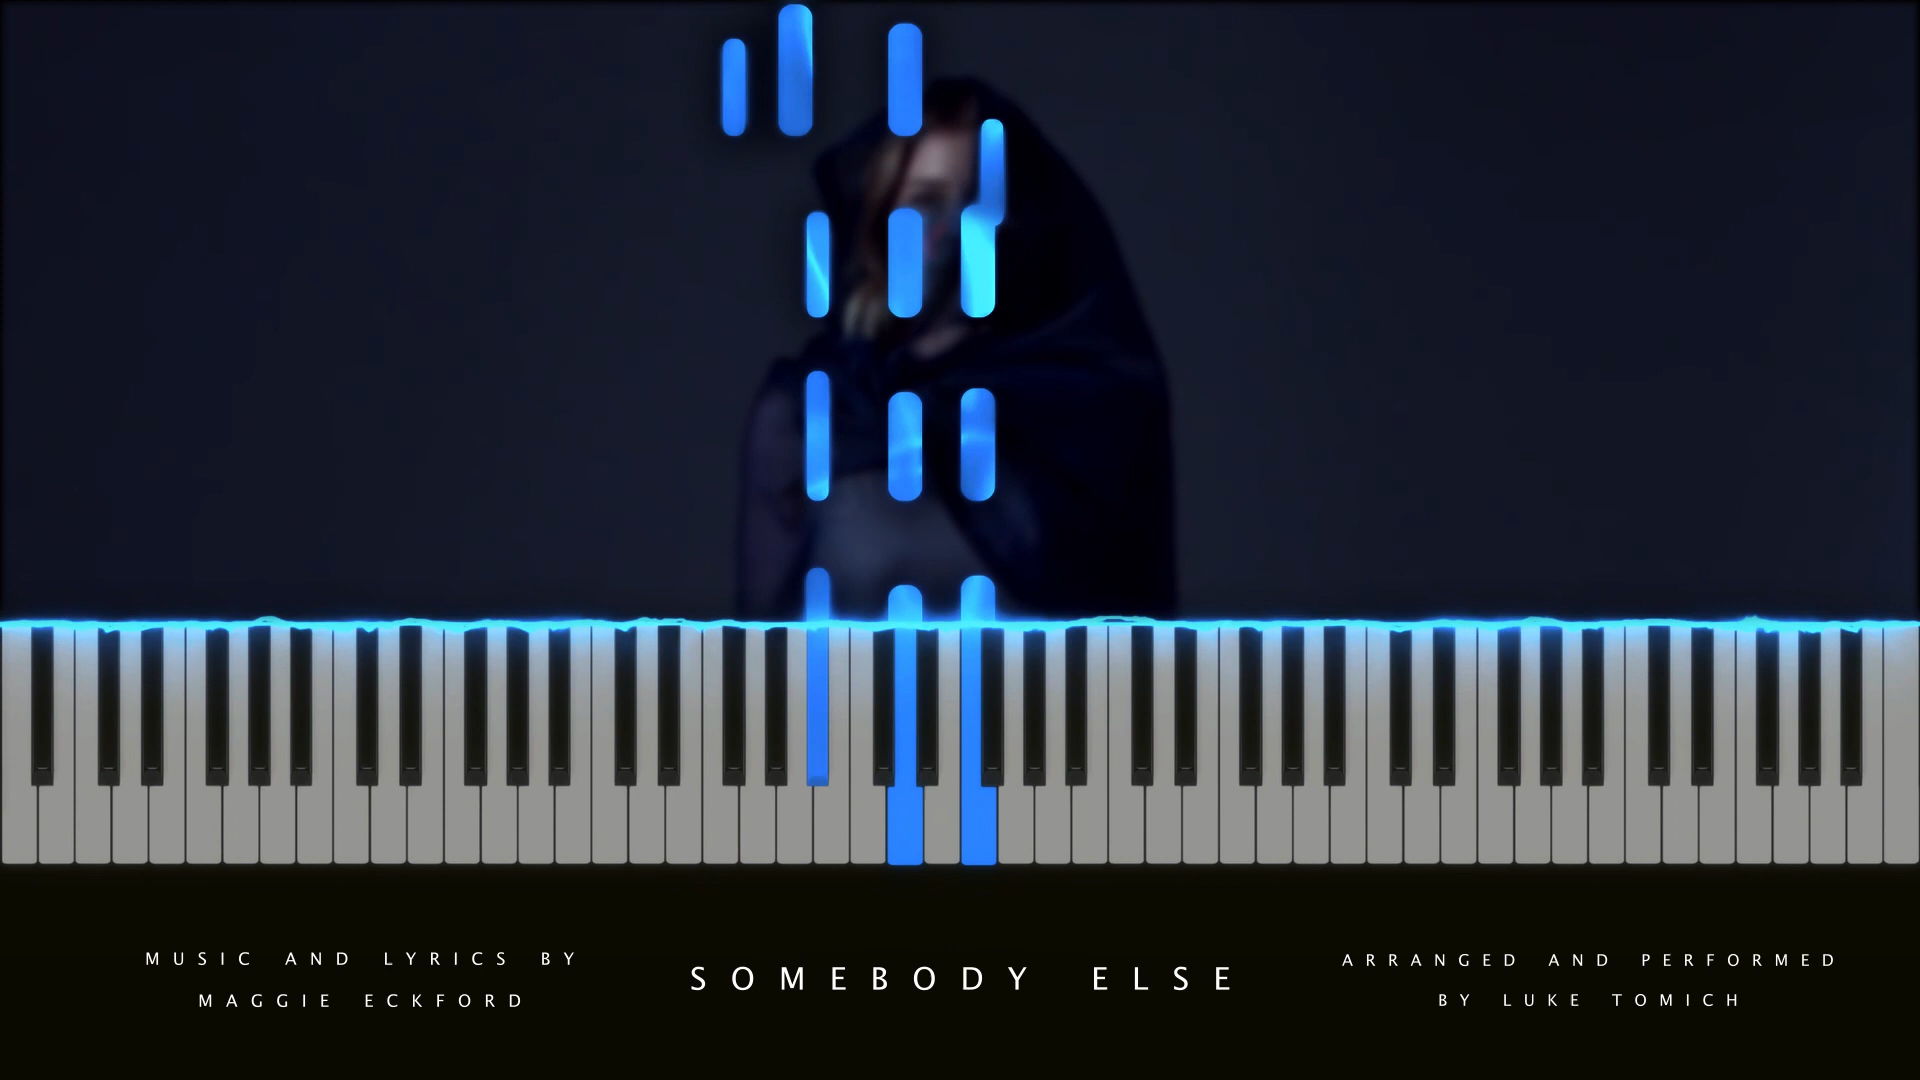 MUSIC AND LYRICS BY
MAGGIE ECKFORD
SOMEBODY ELSE
ARRANGED AND PERFORMED
BY LUKE TOMICH